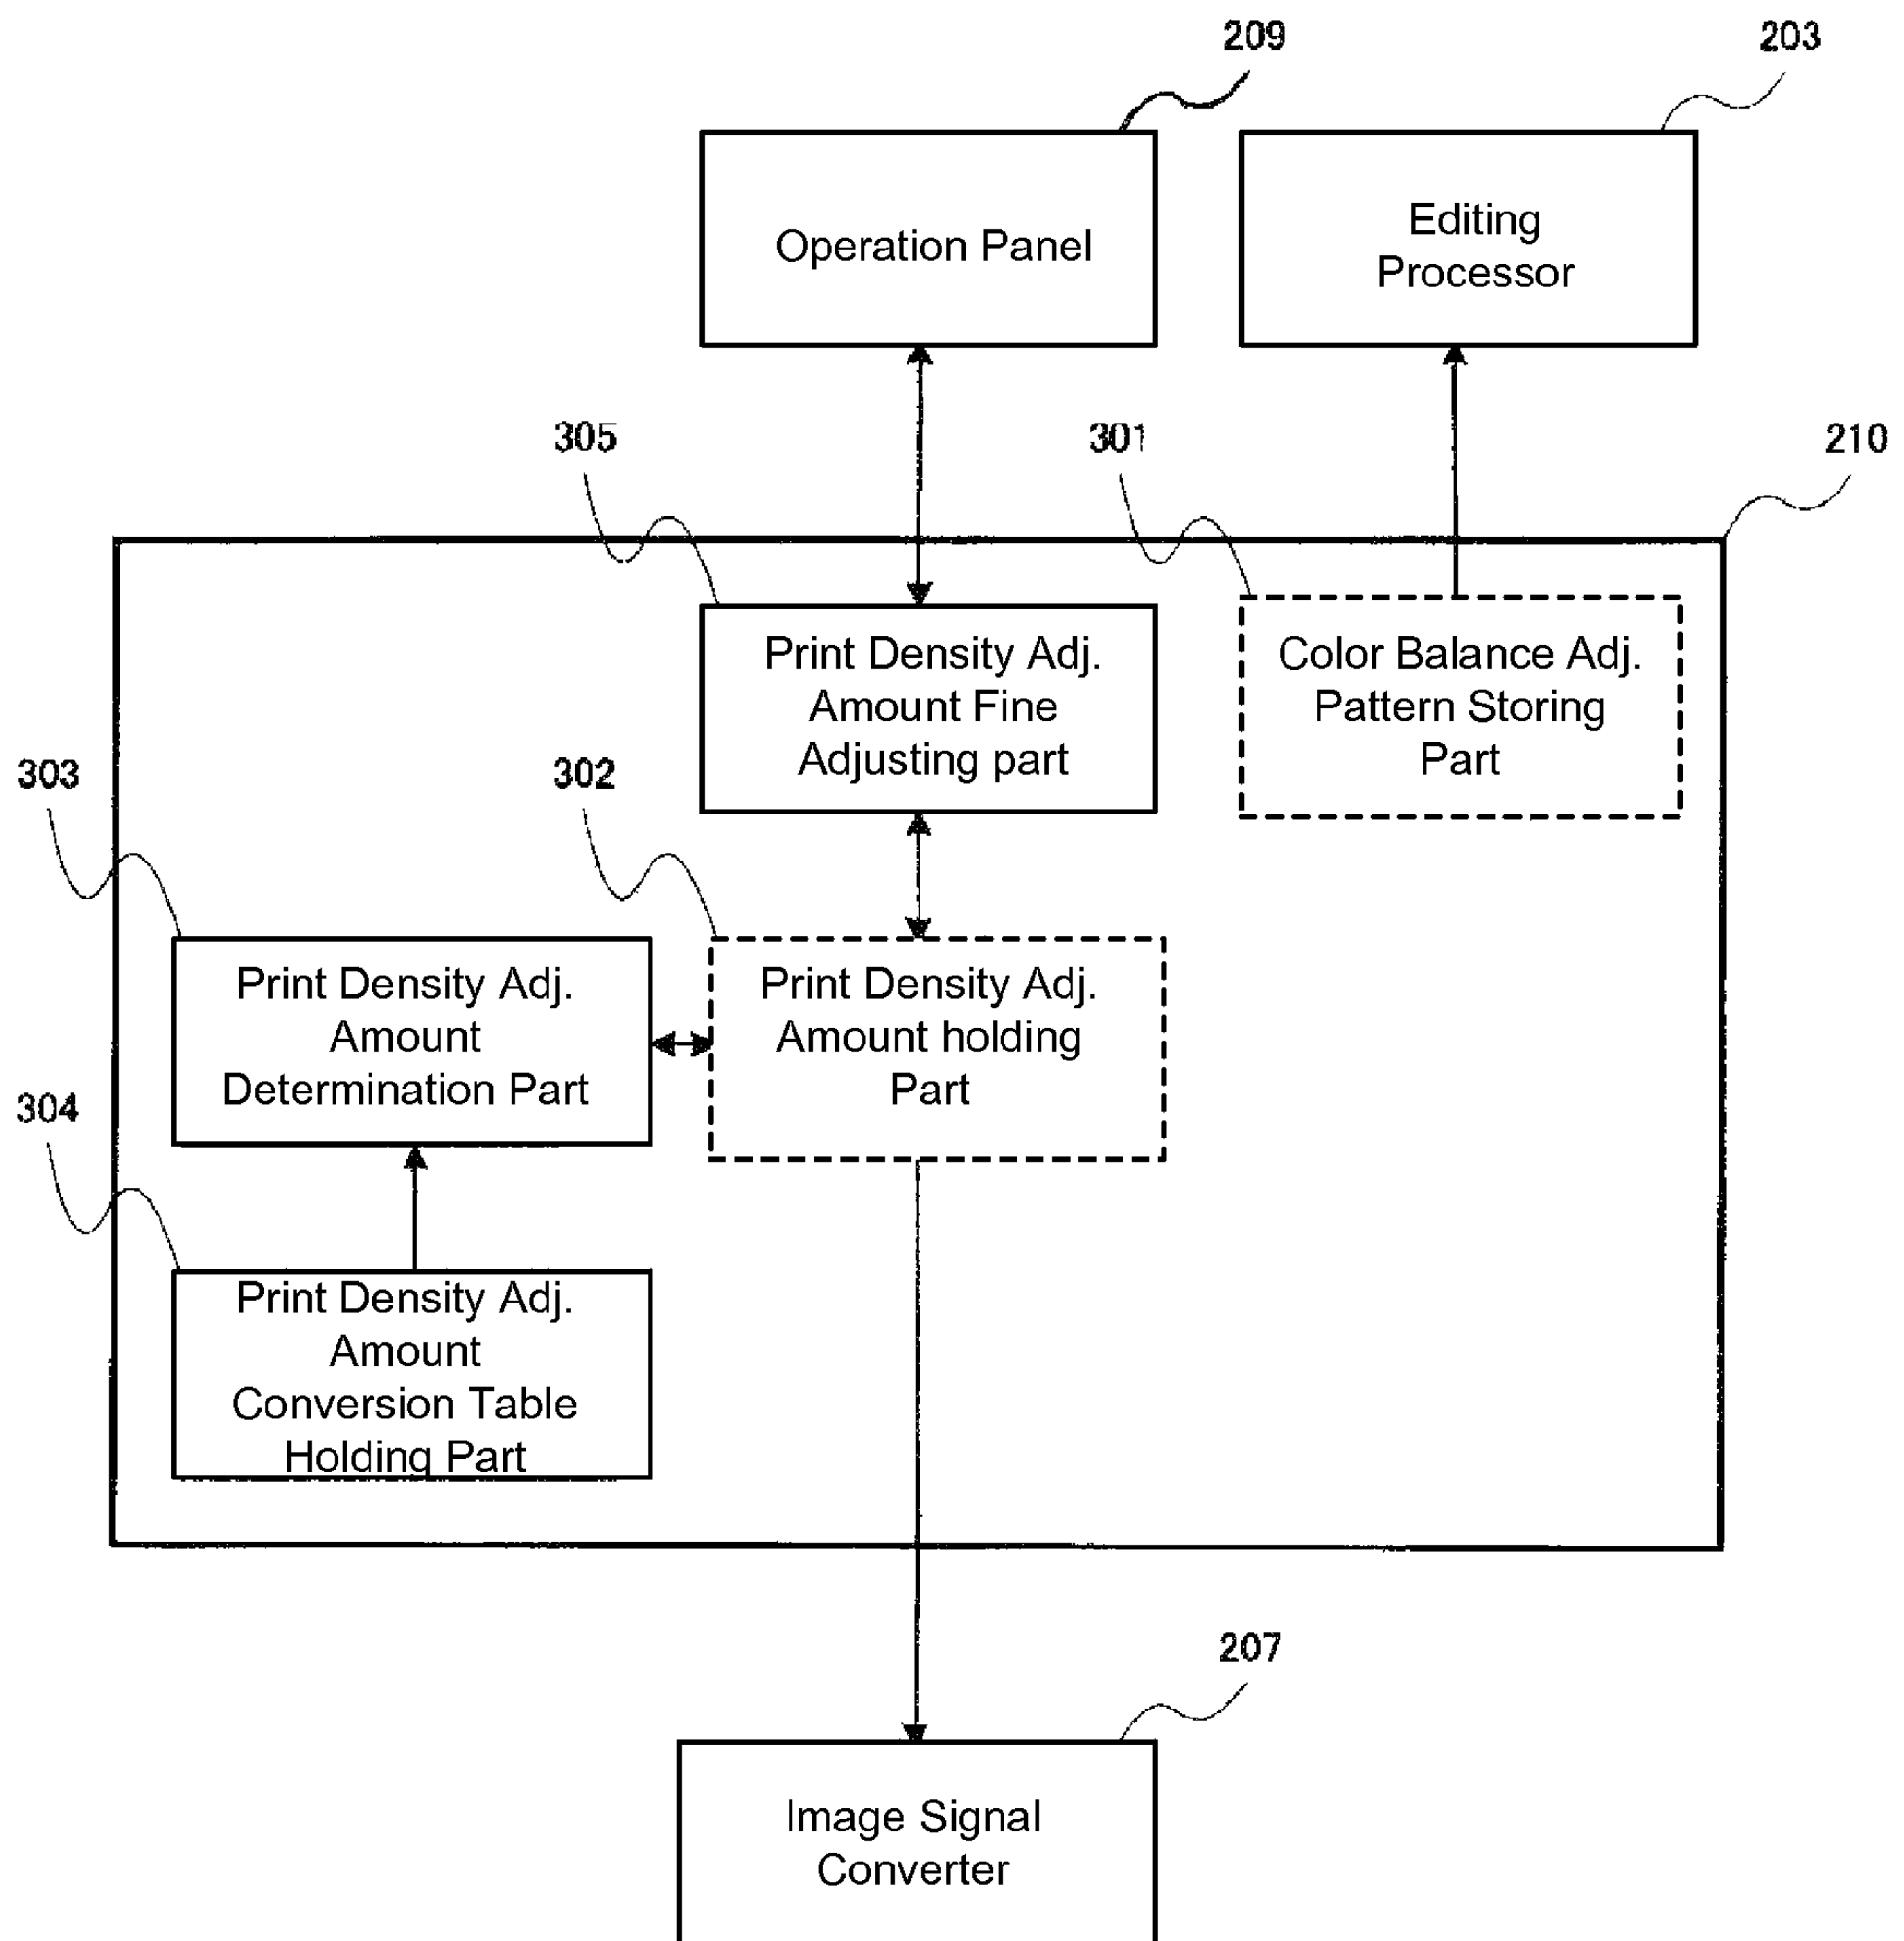 209
203
Operation Panel
Editing
Processor
305
301
210
Print Density Adj.
Amount Fine
Adjusting part
Color Balance Adj.
Pattern Storing
Part
303
302
Print Density Adj.
Amount
Determination Part
Print Density Adj.
Amount holding
Part
304
Print Density Adj.
Amount
Conversion Table
Holding Part
207
Image Signal
Converter